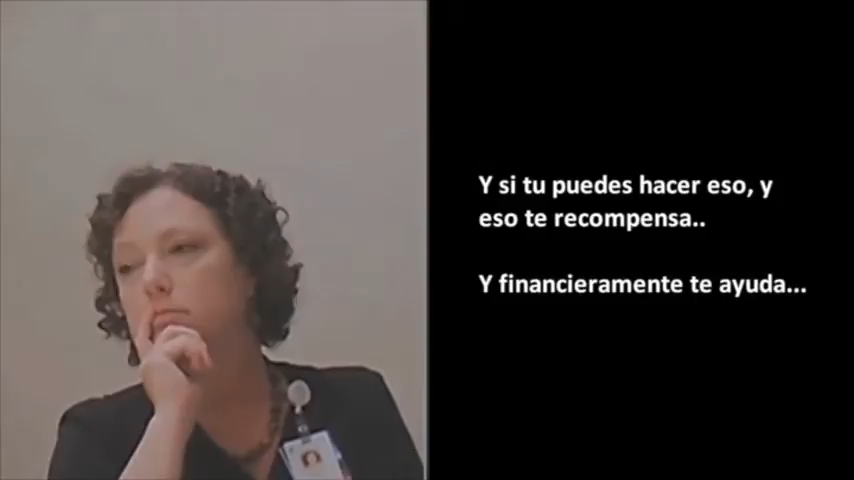 Y si tu puedes hacer eso, y
eso te recompensa..
Y financieramente te ayuda...